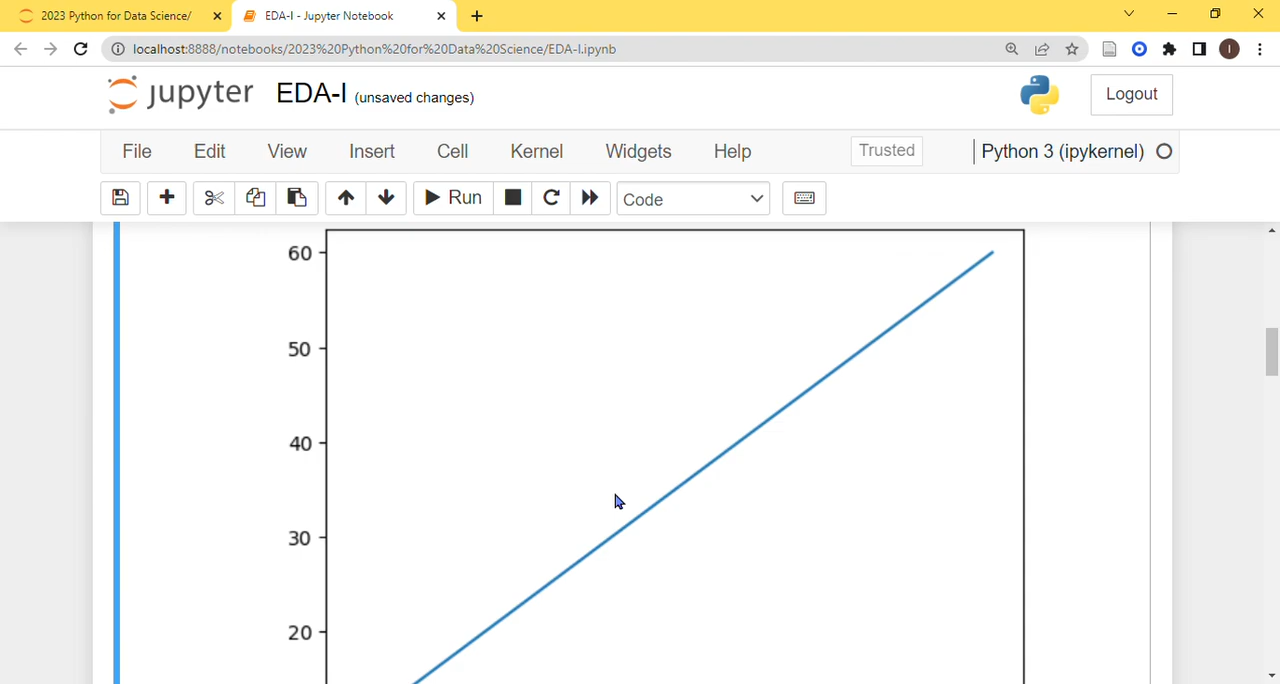 2023 Python for Data Science/
EDA-I - Jupyter Notebook
localhost:8888/notebooks/2023%20Python%20for%20Data%20Science/EDA-I.ipynb
I
jupyter EDA-I (unsaved changes)
Logout
File Edit View Insert Cell Kernel Widgets Help Trusted Python 3 (ipykernel)
Run Code
60
50
40
30
20